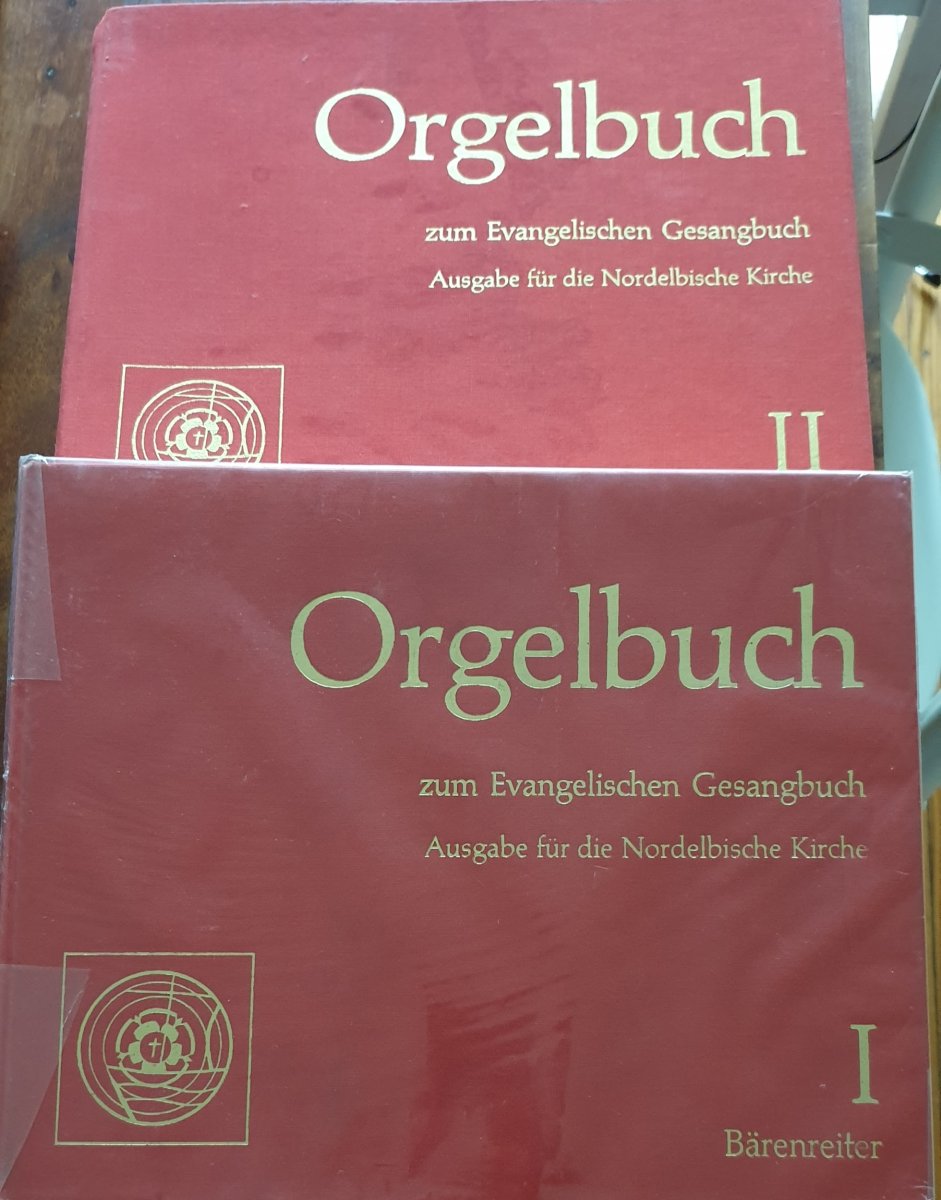 Orgelbuch
zum Evangelischen Gesangbuch
Ausgabe für die Nordelbische Kirche
II
Orgelbuch
zum Evangelischen Gesangbuch
Ausgabe für die Nordelbische Kirche
I
Bärenreiter